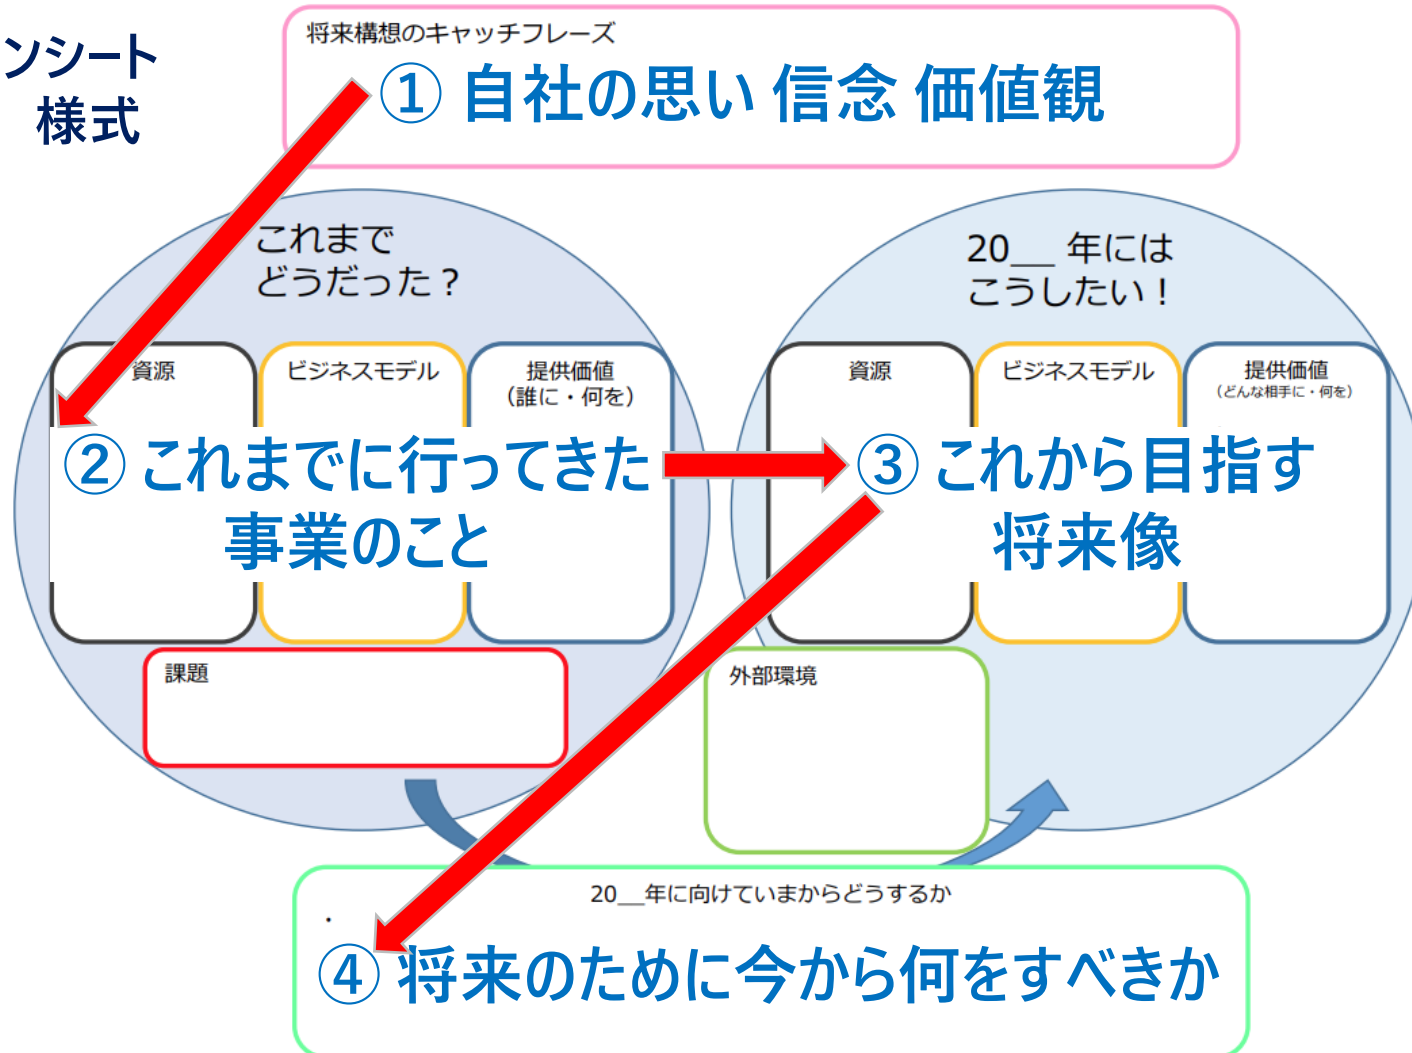 ンシート
様式
将来構想のキャッチフレーズ
① 自社の思い 信念 価値観
これまで
どうだった？
資源
ビジネスモデル
提供価値
（誰に・何を）
② これまでに行ってきた
事業のこと
課題
20__ 年には
こうしたい！
資源
ビジネスモデル
提供価値
（どんな相手に・何を）
③ これから目指す
将来像
外部環境
20__年に向けていまからどうするか
・
④ 将来のために今から何をすべきか